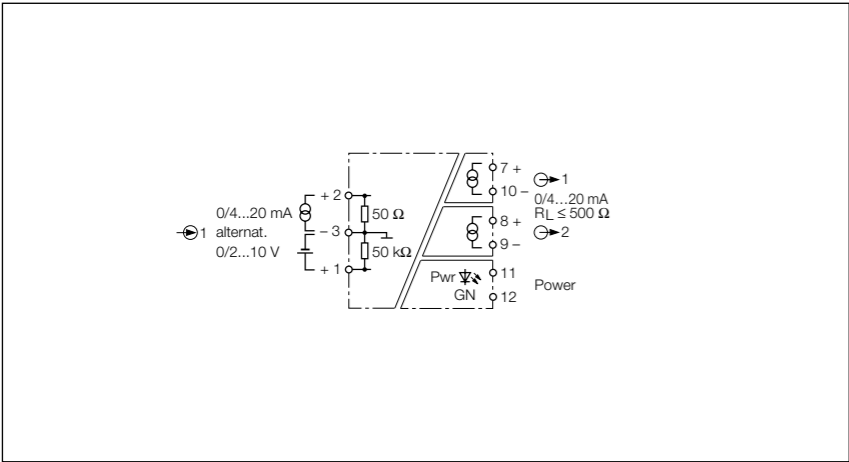 1
0/4...20 mA
alternat.
0/2...10 V
+ 2
– 3
+ 1
50 Ω
50 kΩ
7 +
10 –
1
0/4...20 mA
RL ≤ 500 Ω
8 +
9 –
2
Pwr
GN
11
12
Power